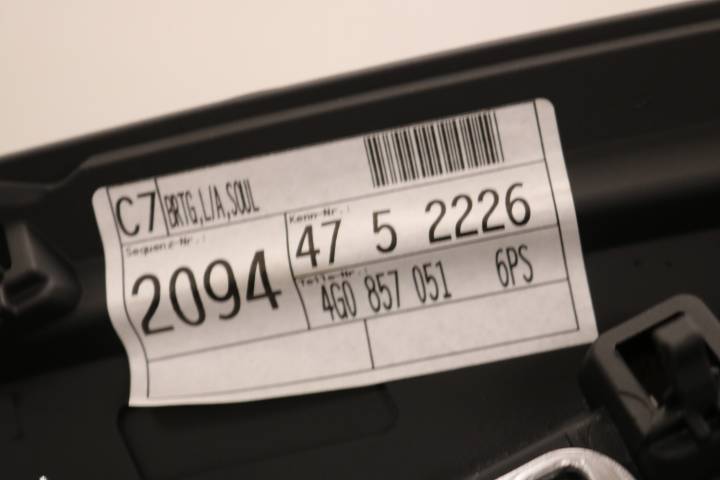 C7 BRTG,L/A,SOUL
Sequenz-Nr.:
Kenn-Nr.:
2094
47 5 2226
Teile-Nr.:
4G0 857 051 6PS